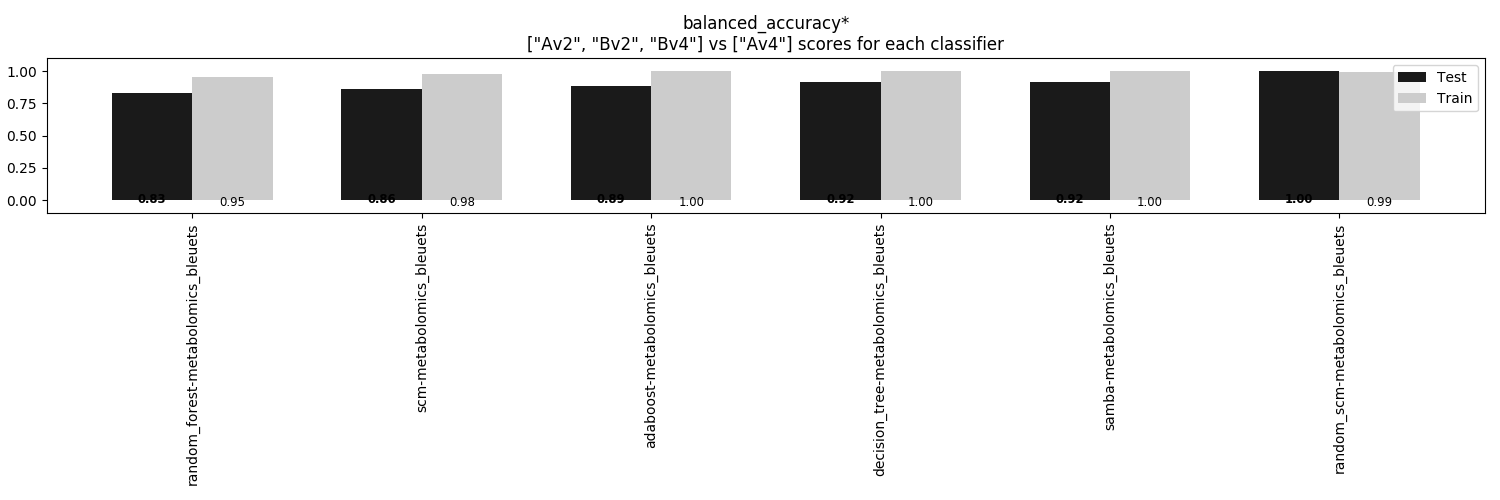 balanced_accuracy*
["Av2", "Bv2", "Bv4"] vs ["Av4"] scores for each classifier
1.00
0.75
0.50
0.25
0.00
Test
Train
0.83
0.95
0.86
0.98
0.89
1.00
0.92
1.00
0.92
1.00
1.00
0.99
random_forest-metabolomics_bleuets
scm-metabolomics_bleuets
adaboost-metabolomics_bleuets
decision_tree-metabolomics_bleuets
samba-metabolomics_bleuets
random_scm-metabolomics_bleuets